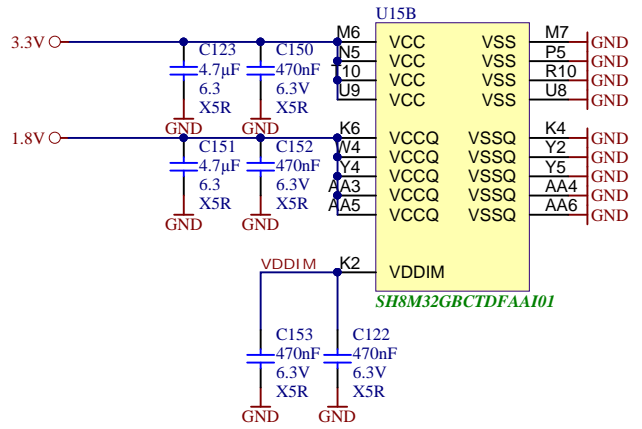 U15B
3.3V
M6 VCC VSS M7 GND
N5 VCC VSS P5 GND
T10 VCC VSS R10 GND
U9 VCC VSS U8 GND
C123
4.7µF
6.3
X5R
GND
C150
470nF
6.3V
X5R
GND
1.8V
K6 VCCQ VSSQ K4 GND
W4 VCCQ VSSQ Y2 GND
Y4 VCCQ VSSQ Y5 GND
AA3 VCCQ VSSQ AA4 GND
AA5 VCCQ VSSQ AA6 GND
C151
4.7µF
6.3
X5R
GND
C152
470nF
6.3V
X5R
GND
VDDIM K2 VDDIM
SH8M32GBCTDFAAI01
C153
470nF
6.3V
X5R
GND
C122
470nF
6.3V
X5R
GND